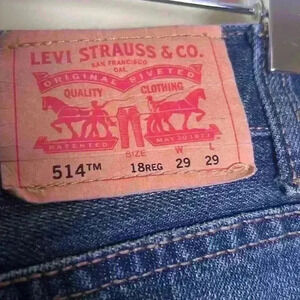 LEVI STRAUSS & CO.
SAN FRANCISCO
CAL.
ORIGINAL RIVETED
QUALITY CLOTHING
PATENTED MAY 20 1873
SIZE W L
514™ 18REG 29 29